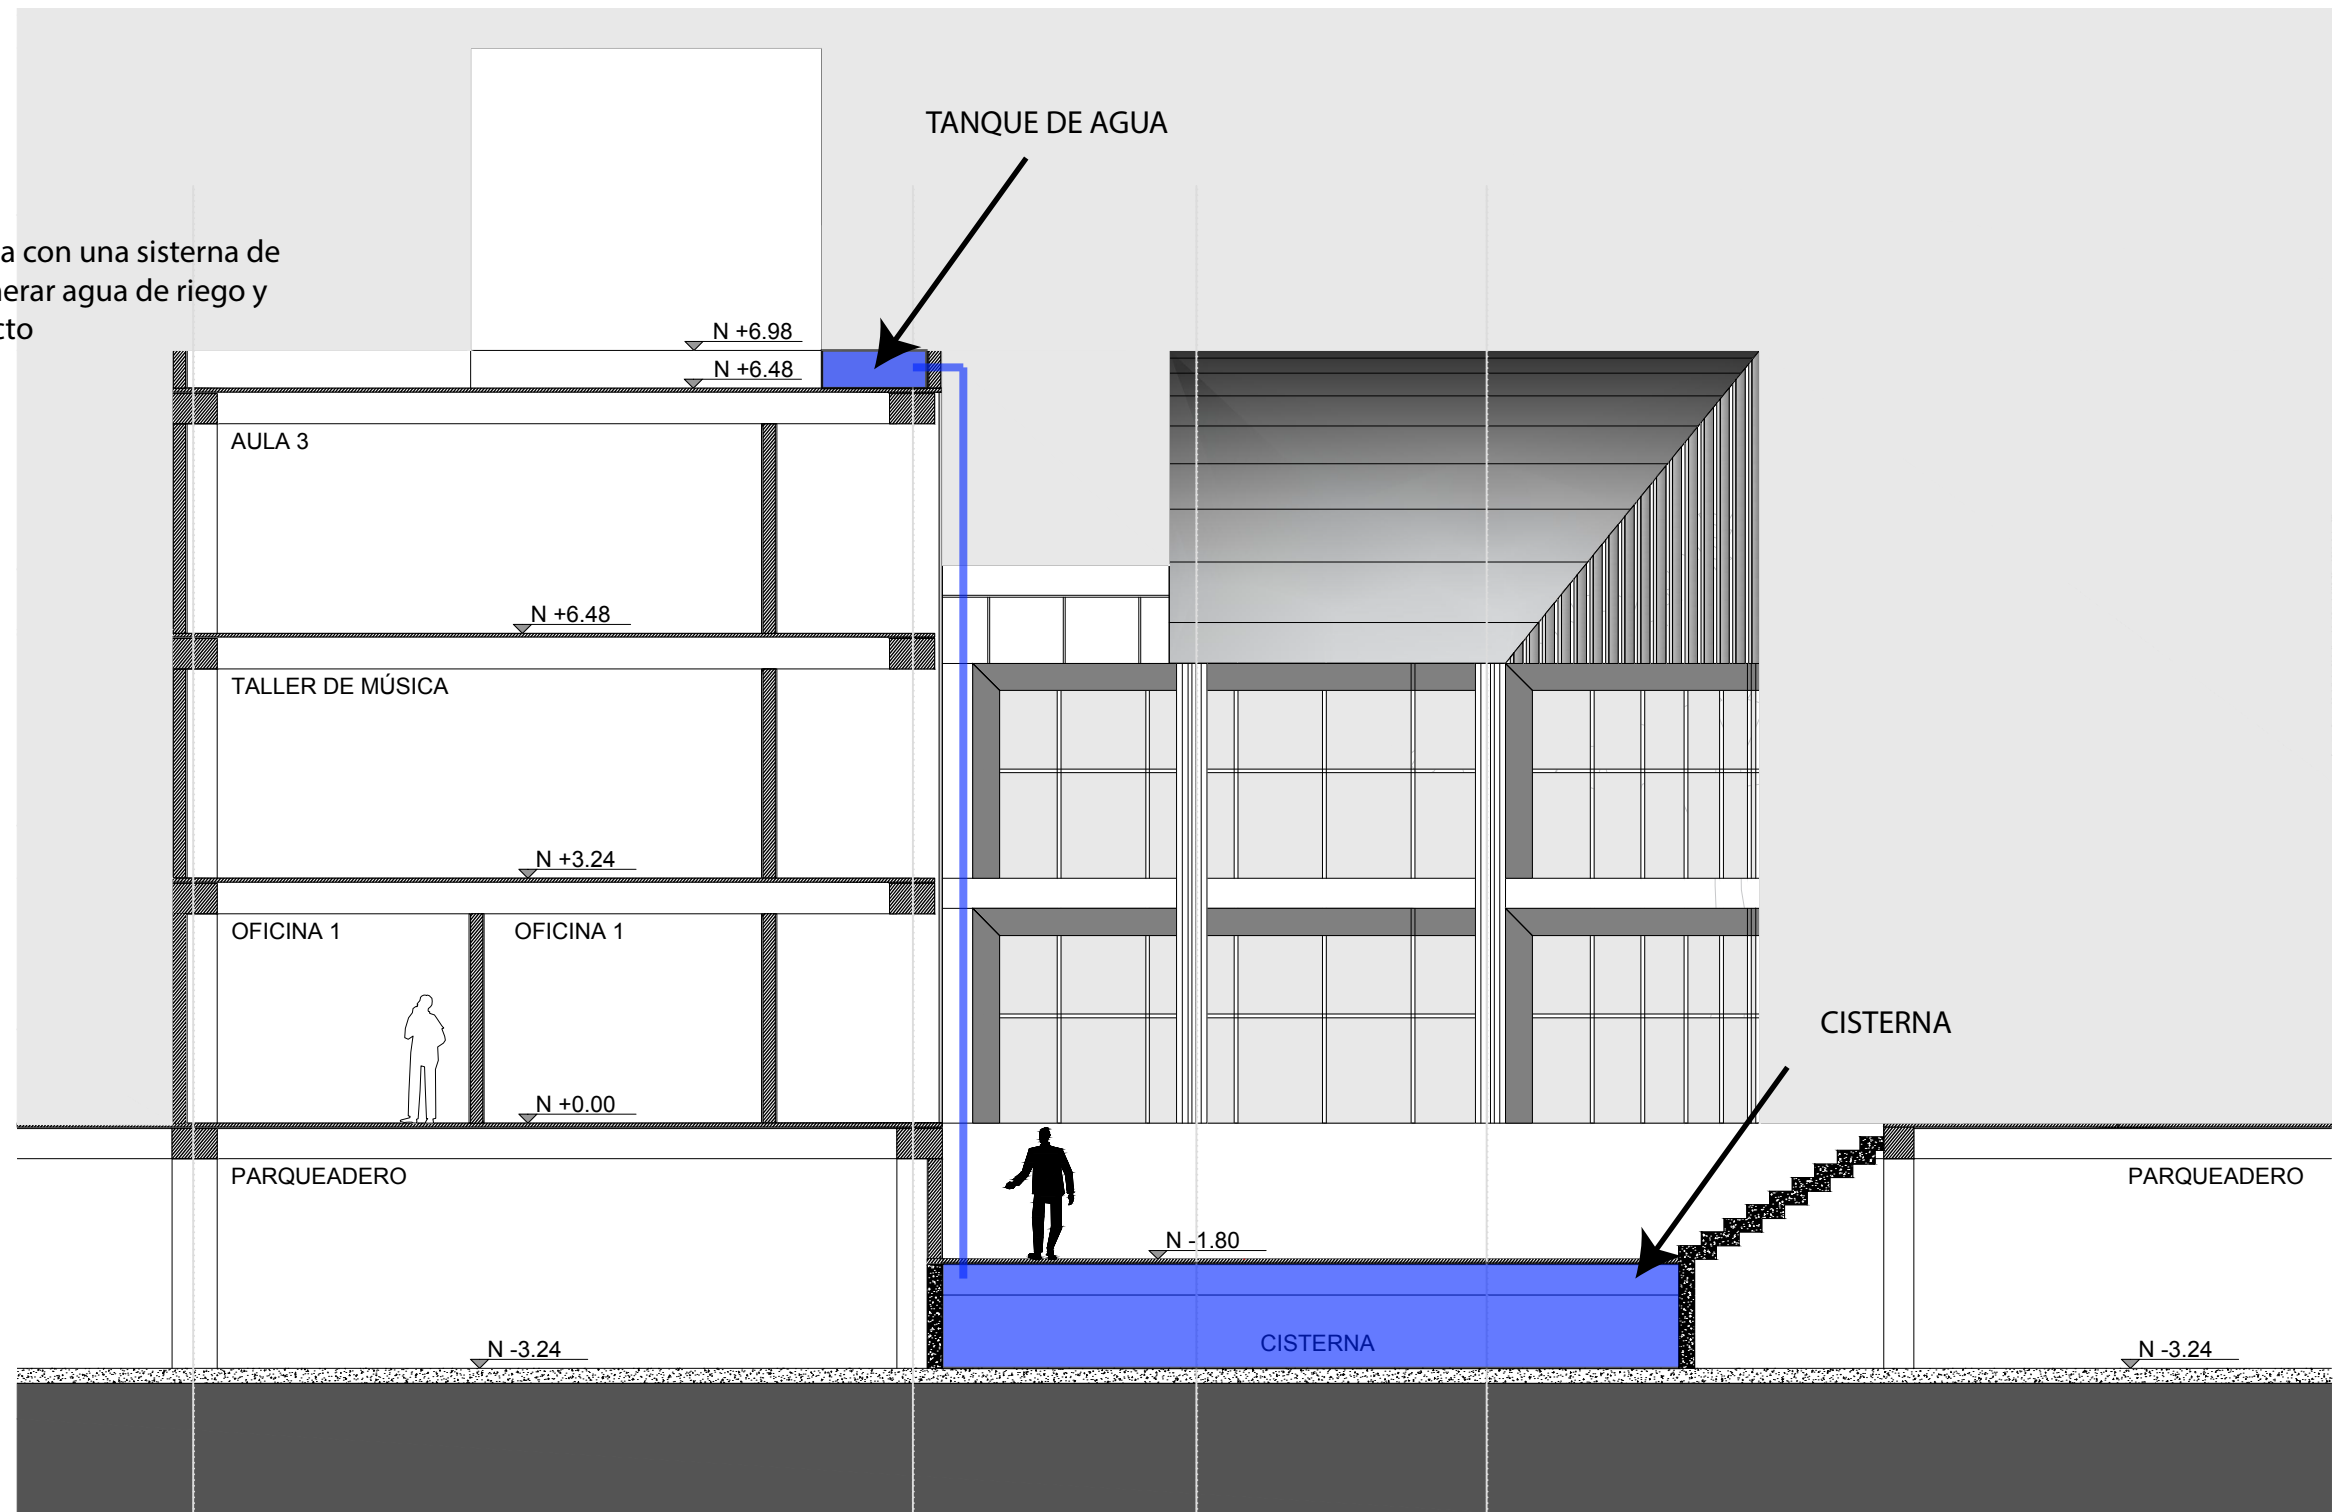 TANQUE DE AGUA
a con una sisterna de
erar agua de riego y
cto
N +6.98
N +6.48
AULA 3
N +6.48
TALLER DE MÚSICA
N +3.24
OFICINA 1
OFICINA 1
CISTERNA
N +0.00
PARQUEADERO
PARQUEADERO
N -1.80
CISTERNA
N -3.24
N -3.24